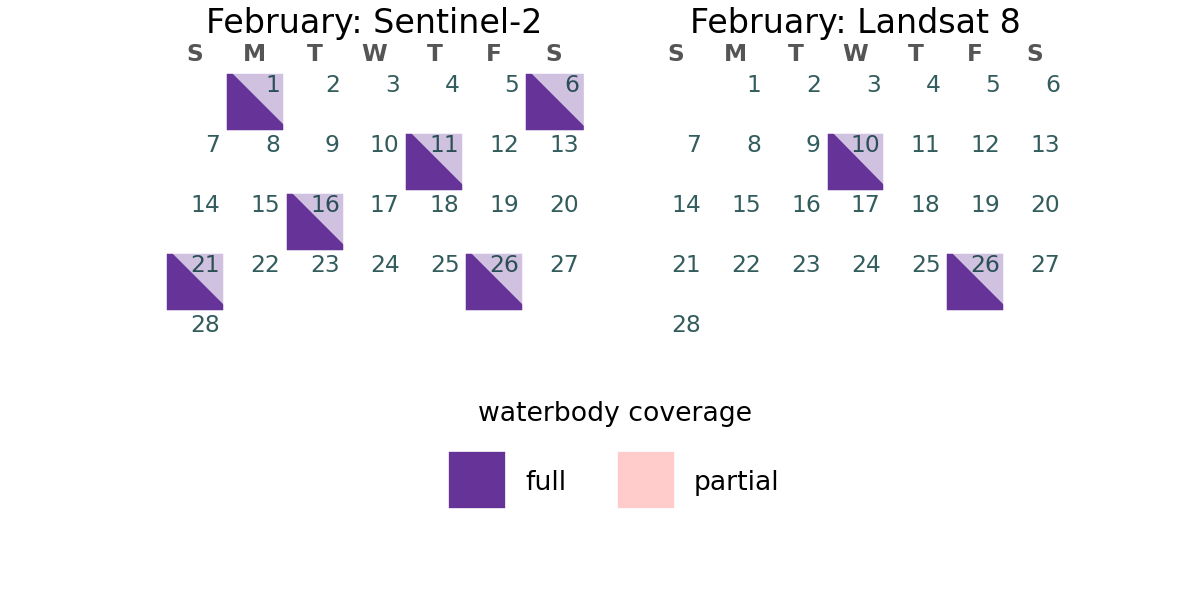 February: Sentinel-2
S M T W T F S
1 2 3 4 5 6
7 8 9 10 11 12 13
14 15 16 17 18 19 20
21 22 23 24 25 26 27
28
February: Landsat 8
S M T W T F S
1 2 3 4 5 6
7 8 9 10 11 12 13
14 15 16 17 18 19 20
21 22 23 24 25 26 27
28
waterbody coverage
full partial